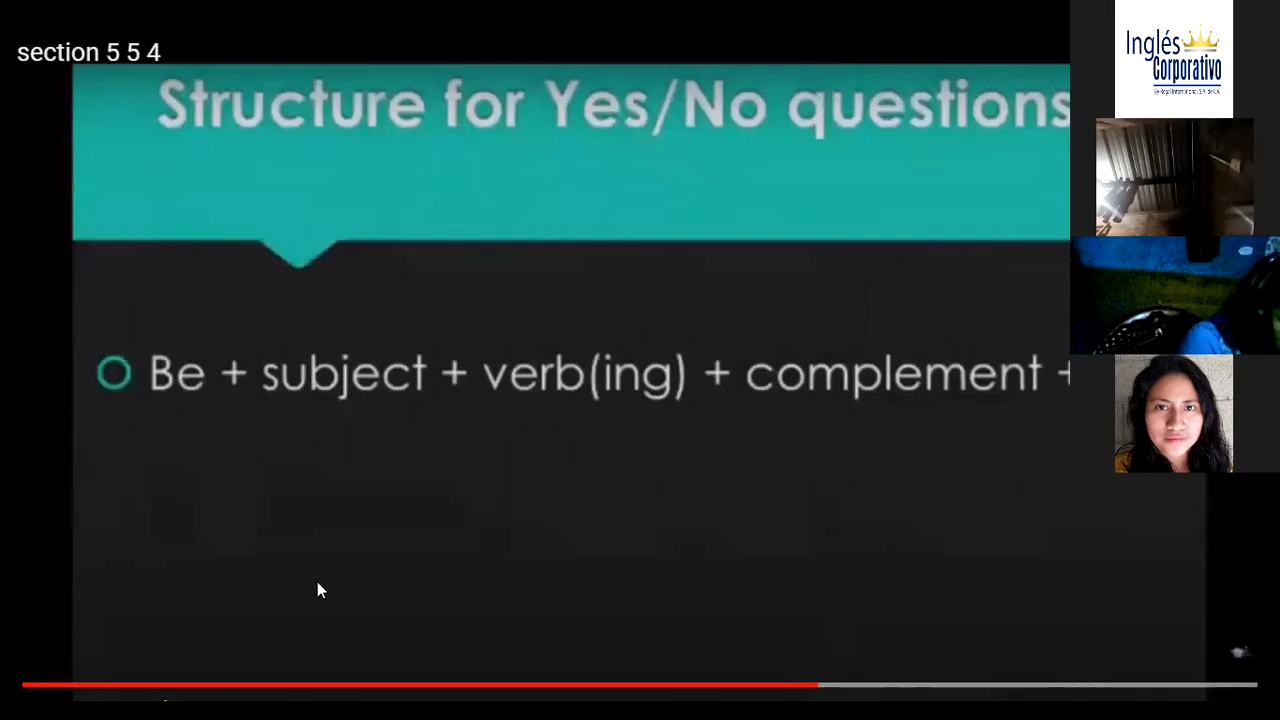 section 5 5 4
Structure for Yes/No questions
Be + subject + verb(ing) + complement +
Inglés
Corporativo